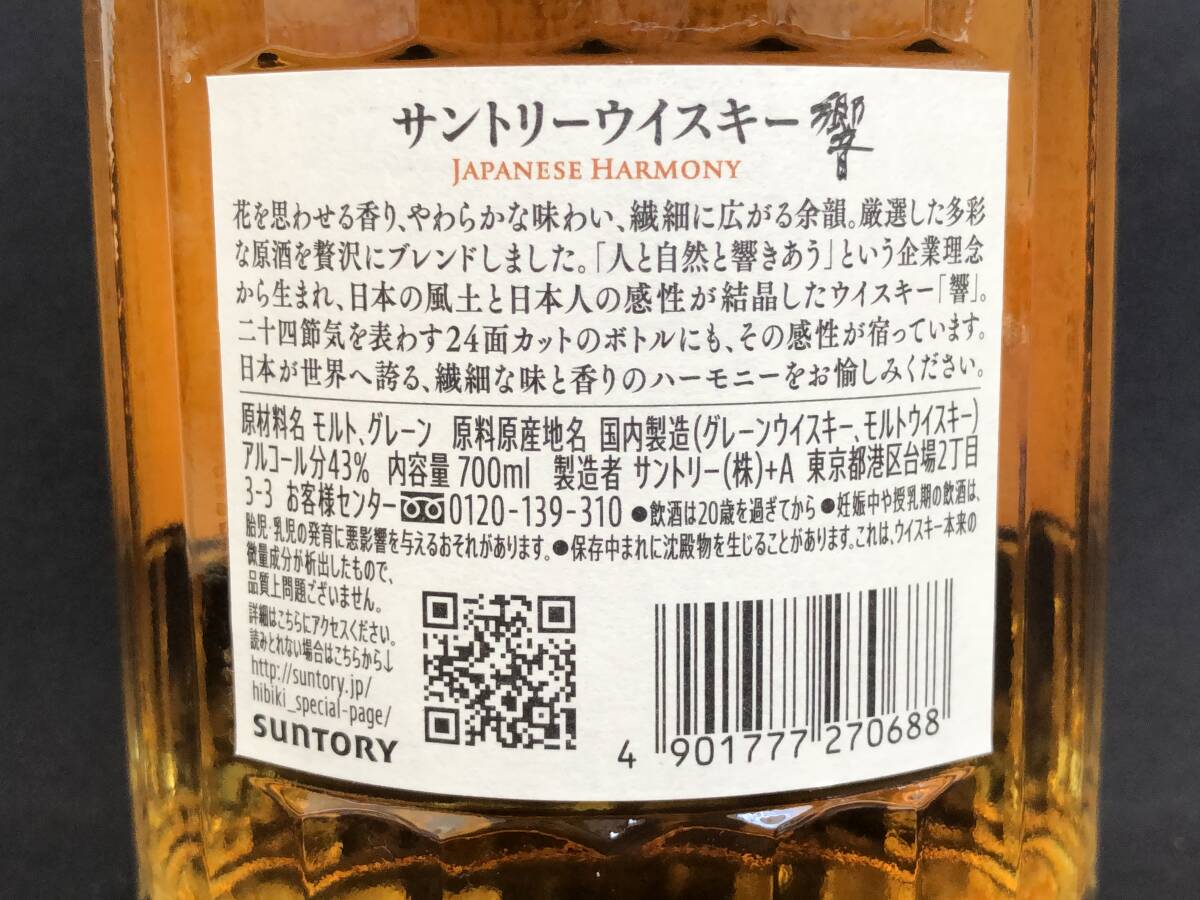 サントリーウイスキー響
JAPANESE HARMONY
花を思わせる香り、やわらかな味わい、繊細に広がる余韻。厳選した多彩
な原酒を贅沢にブレンドしました。「人と自然と響きあう」という企業理念
から生まれ、日本の風土と日本人の感性が結晶したウイスキー「響」。
二十四節気を表わす24面カットのボトルにも、その感性が宿っています。
日本が世界へ誇る、繊細な味と香りのハーモニーをお愉しみください。
原材料名 モルト、グレーン 原料原産地名 国内製造(グレーンウイスキー、モルトウイスキー)
アルコール分43% 内容量 700ml 製造者 サントリー(株)+A 東京都港区台場2丁目
3-3 お客様センター 0120-139-310 ●飲酒は20歳を過ぎてから ●妊娠中や授乳期の飲酒は、
胎児・乳児の発育に悪影響を与えるおそれがあります。●保存中まれに沈殿物を生じることがあります。これは、ウイスキー本来の
微量成分が析出したもので、
品質上問題ございません。
詳細はこちらにアクセスください。
読みとれない場合はこちらから↓
http://suntory.jp/
hibiki_special-page/
SUNTORY
4 901777 270688